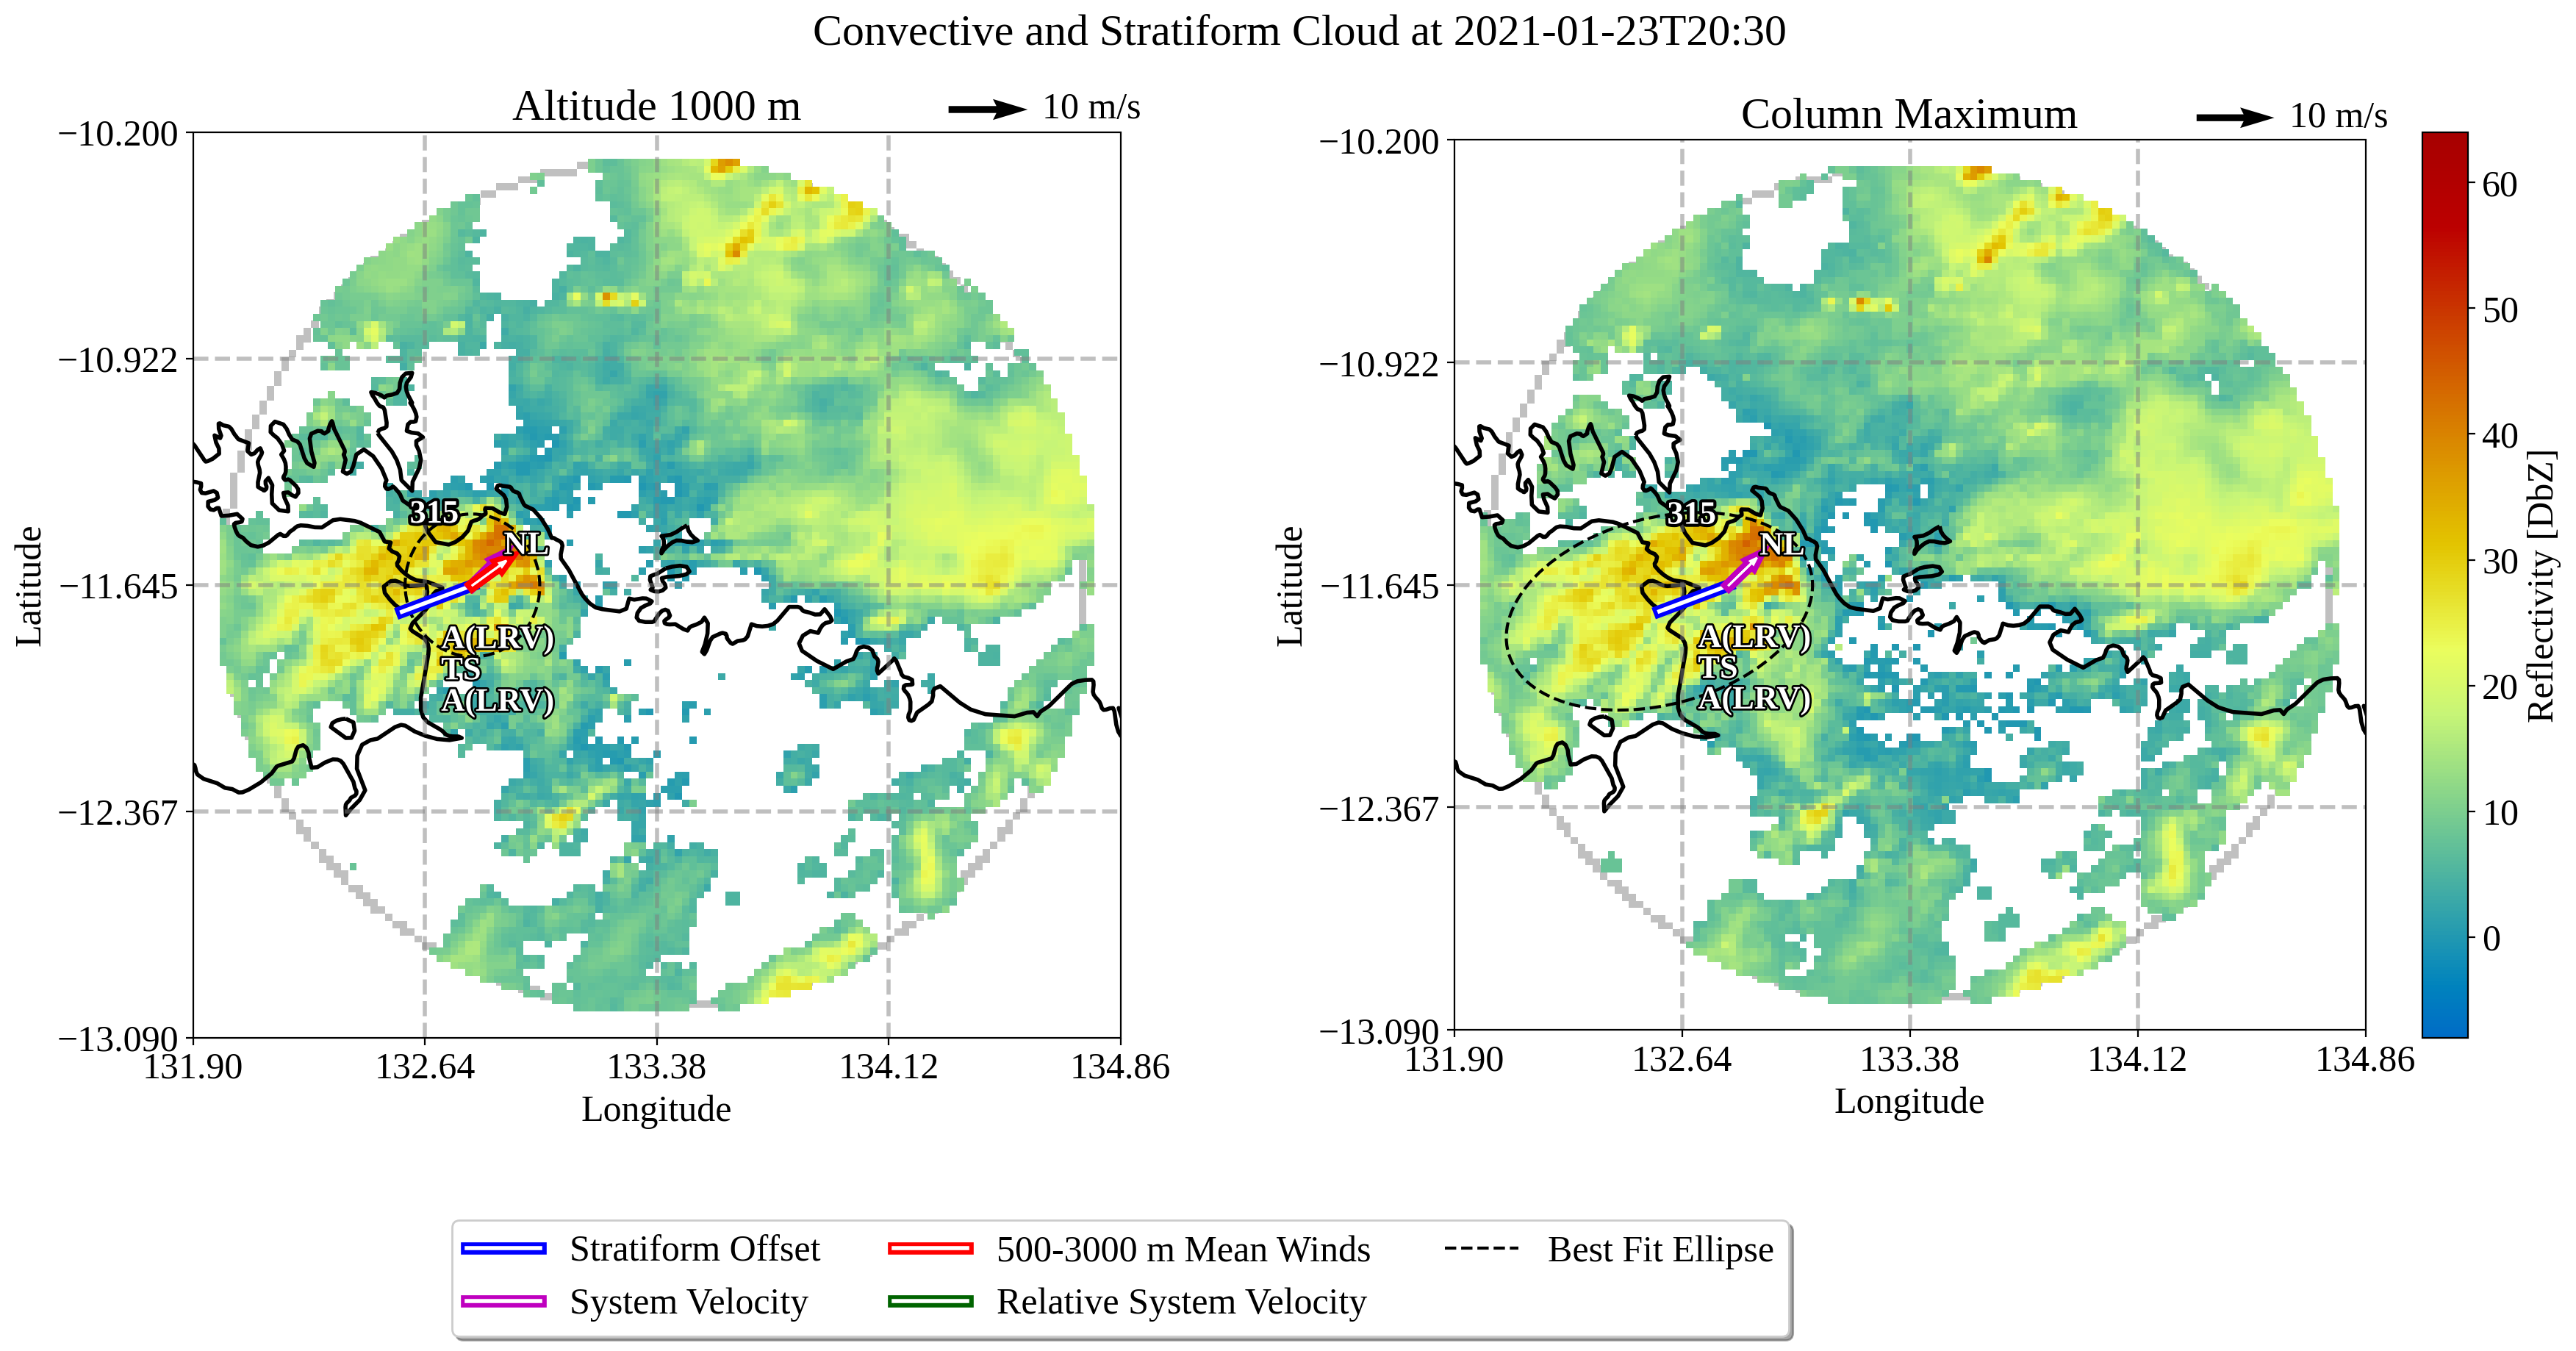 Convective and Stratiform Cloud at 2021-01-23T20:30
Altitude 1000 m
10 m/s
−10.200
−10.922
−11.645
−12.367
−13.090
Latitude
131.90
132.64
133.38
134.12
134.86
Longitude
315
NL
A(LRV)
TS
A(LRV)
Column Maximum
10 m/s
−10.200
−10.922
−11.645
−12.367
−13.090
Latitude
131.90
132.64
133.38
134.12
134.86
Longitude
315
NL
A(LRV)
TS
A(LRV)
60
50
40
30
20
10
0
Reflectivity [DbZ]
Stratiform Offset
500-3000 m Mean Winds
Best Fit Ellipse
System Velocity
Relative System Velocity